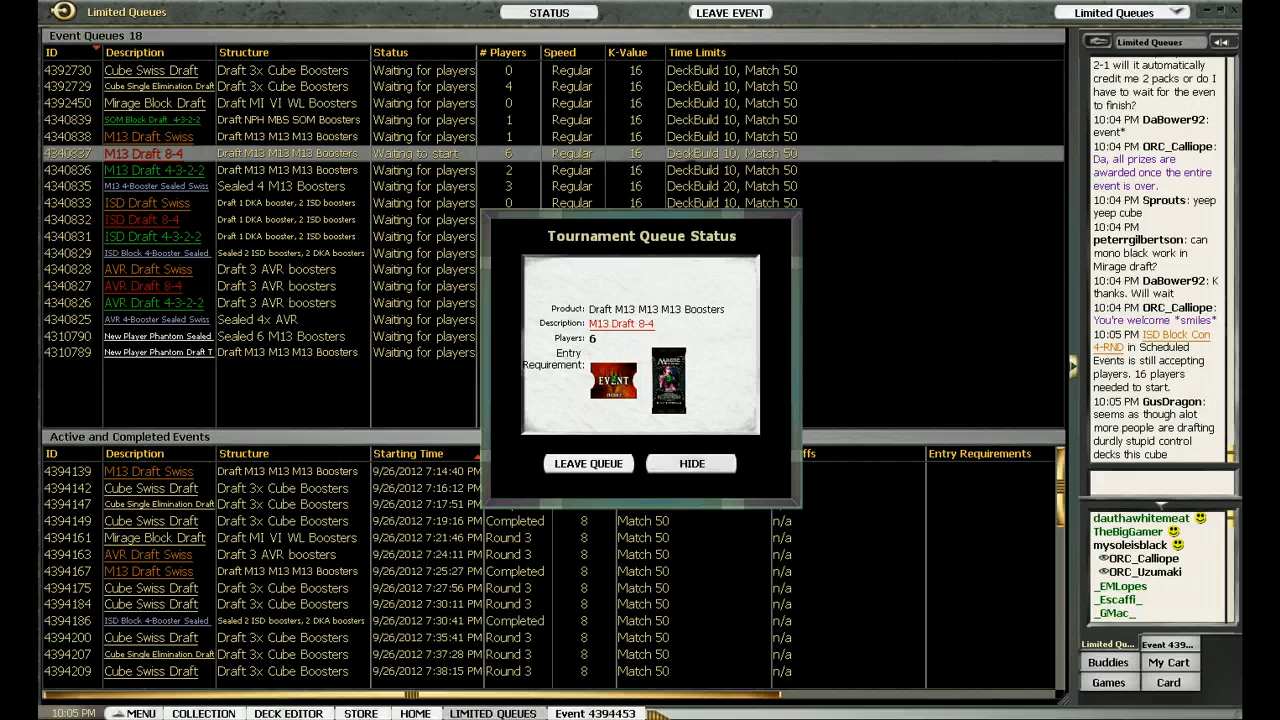 Limited Queues
STATUS
LEAVE EVENT
Limited Queues
Event Queues 18
ID Description Structure Status # Players Speed K-Value Time Limits
4392730 Cube Swiss Draft Draft 3x Cube Boosters Waiting for players 0 Regular 16 DeckBuild 10, Match 50
4392729 Cube Single Elimination Draft Draft 3x Cube Boosters Waiting for players 4 Regular 16 DeckBuild 10, Match 50
4392450 Mirage Block Draft Draft MI VI WL Boosters Waiting for players 0 Regular 16 DeckBuild 10, Match 50
4340839 SOM Block Draft 4-3-2-2 Draft NPH MBS SOM Boosters Waiting for players 1 Regular 16 DeckBuild 10, Match 50
4340838 M13 Draft Swiss Draft M13 M13 M13 Boosters Waiting for players 1 Regular 16 DeckBuild 10, Match 50
4340837 M13 Draft 8-4 Draft M13 M13 M13 Boosters Waiting to start 6 Regular 16 DeckBuild 10, Match 50
4340836 M13 Draft 4-3-2-2 Draft M13 M13 M13 Boosters Waiting for players 2 Regular 16 DeckBuild 10, Match 50
4340835 M13 4-Booster Sealed Swiss Sealed 4 M13 Boosters Waiting for players 3 Regular 16 DeckBuild 20, Match 50
4340833 ISD Draft Swiss Draft 1 DKA booster, 2 ISD boosters Waiting for players 0 Regular 16 DeckBuild 10, Match 50
4340832 ISD Draft 8-4 Draft 1 DKA booster, 2 ISD boosters Waiting for players
4340831 ISD Draft 4-3-2-2 Draft 1 DKA booster, 2 ISD boosters Waiting for players
4340829 ISD Block 4-Booster Sealed Sealed 2 ISD boosters, 2 DKA boosters Waiting for players
4340828 AVR Draft Swiss Draft 3 AVR boosters Waiting for players
4340827 AVR Draft 8-4 Draft 3 AVR boosters Waiting for players
4340826 AVR Draft 4-3-2-2 Draft 3 AVR boosters Waiting for players
4340825 AVR 4-Booster Sealed Swiss Sealed 4x AVR Waiting for players
4310790 New Player Phantom Sealed Sealed 6 M13 Boosters Waiting for players
4310789 New Player Phantom Draft T Draft M13 M13 M13 Boosters Waiting for players
Tournament Queue Status
Product: Draft M13 M13 M13 Boosters
Description: M13 Draft 8-4
Players: 6
Entry
Requirement:
EVENT
LEAVE QUEUE
HIDE
Active and Completed Events
ID Description Structure Starting Time ffs Entry Requirements
4394139 M13 Draft Swiss Draft M13 M13 M13 Boosters 9/26/2012 7:14:40 PM
4394142 Cube Swiss Draft Draft 3x Cube Boosters 9/26/2012 7:16:12 PM
4394147 Cube Single Elimination Draft Draft 3x Cube Boosters 9/26/2012 7:17:51 PM
4394149 Cube Swiss Draft Draft 3x Cube Boosters 9/26/2012 7:19:16 PM Completed 8 Match 50 n/a
4394161 Mirage Block Draft Draft MI VI WL Boosters 9/26/2012 7:21:46 PM Round 3 8 Match 50 n/a
4394163 AVR Draft Swiss Draft 3 AVR boosters 9/26/2012 7:24:11 PM Round 3 8 Match 50 n/a
4394167 M13 Draft Swiss Draft M13 M13 M13 Boosters 9/26/2012 7:25:27 PM Completed 8 Match 50 n/a
4394175 Cube Swiss Draft Draft 3x Cube Boosters 9/26/2012 7:27:56 PM Round 3 8 Match 50 n/a
4394184 Cube Swiss Draft Draft 3x Cube Boosters 9/26/2012 7:30:11 PM Round 3 8 Match 50 n/a
4394186 ISD Block 4-Booster Sealed Sealed 2 ISD boosters, 2 DKA boosters 9/26/2012 7:30:41 PM Completed 8 Match 50 n/a
4394200 Cube Swiss Draft Draft 3x Cube Boosters 9/26/2012 7:35:41 PM Round 3 8 Match 50 n/a
4394207 Cube Single Elimination Draft Draft 3x Cube Boosters 9/26/2012 7:37:28 PM Round 3 8 Match 50 n/a
4394209 Cube Swiss Draft Draft 3x Cube Boosters 9/26/2012 7:38:15 PM Round 3 8 Match 50 n/a
Limited Queues
2-1 will it automatically
credit me 2 packs or do I
have to wait for the even
to finish?
10:04 PM DaBower92:
event*
10:04 PM ORC_Calliope:
Da, all prizes are
awarded once the entire
event is over.
10:04 PM Sprouts: yeep
yeep cube
10:04 PM
peterrgilbertson: can
mono black work in
Mirage draft?
10:04 PM DaBower92: K
thanks. Will wait
10:04 PM ORC_Calliope:
You're welcome *smiles*
10:05 PM ISD Block Con
4-RND in Scheduled
Events is still accepting
players. 16 players
needed to start.
10:05 PM GusDragon:
seems as though alot
more people are drafting
durdly stupid control
decks this cube
dauthawhitemeat
TheBigGamer
mysoleisblack
ORC_Calliope
ORC_Uzumaki
_EMLopes
_Escaffi_
_GMac_
Limited Qu...
Event 439...
Buddies
My Cart
Games
Card
10:05 PM MENU COLLECTION DECK EDITOR STORE HOME LIMITED QUEUES Event 4394453